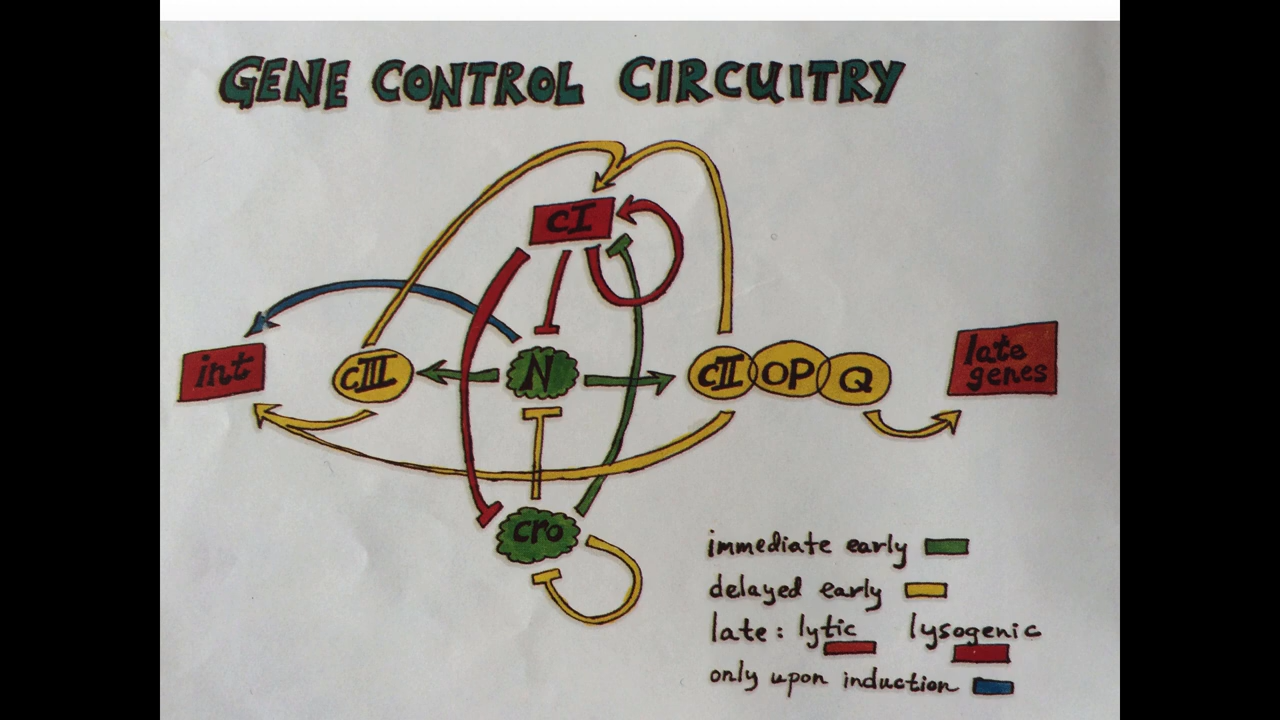 GENE CONTROL CIRCUITRY
cI
int
cIII
N
cII OP Q
late
genes
cro
immediate early
delayed early
late: lytic lysogenic
only upon induction